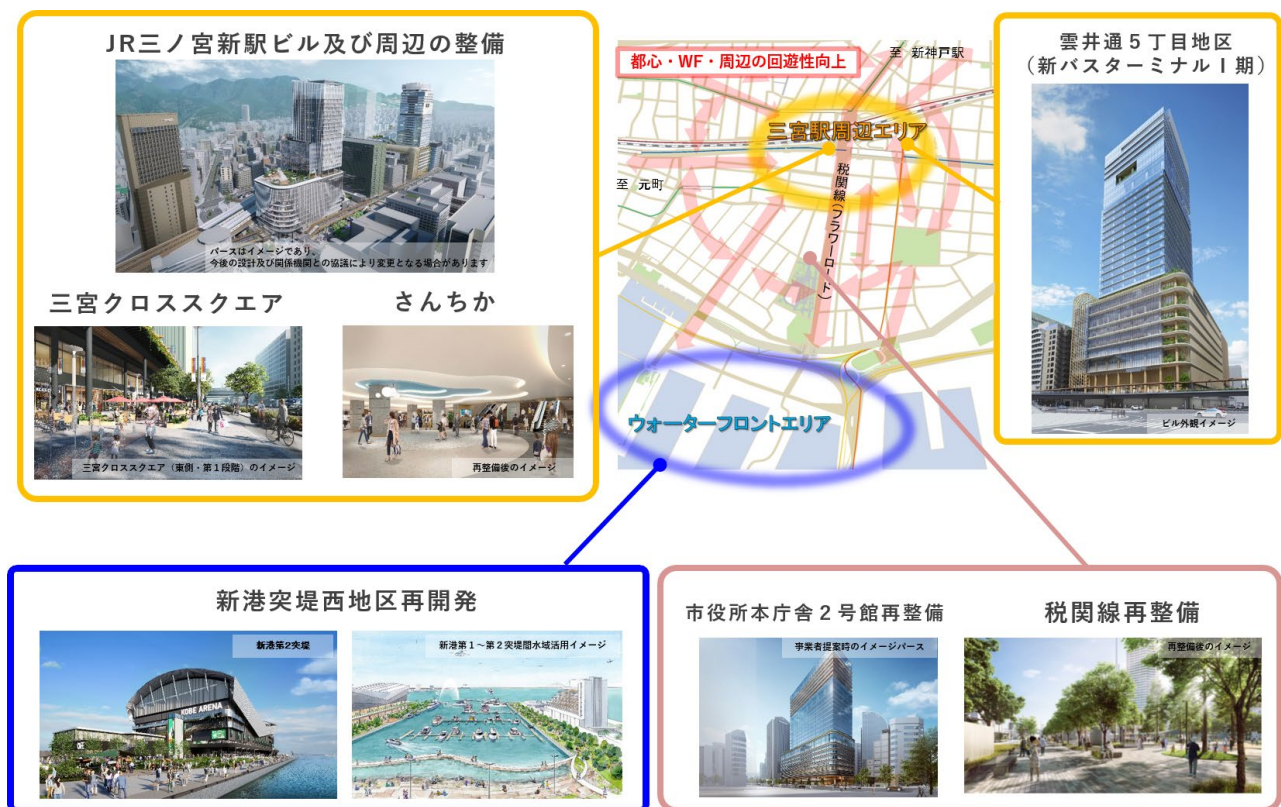 JR三ノ宮新駅ビル及び周辺の整備
パースはイメージであり、
今後の設計及び関係機関との協議により変更となる場合があります
三宮クロススクエア
さんちか
三宮クロススクエア（東側・第１段階）のイメージ
再整備後のイメージ
都心・WF・周辺の回遊性向上
至 新神戸駅
三宮駅周辺エリア
至 元町
税関線(フラワーロード)
ウォーターフロントエリア
雲井通５丁目地区
（新バスターミナルⅠ期）
ビル外観イメージ
新港突堤西地区再開発
新港第2突堤
KOBE ARENA
新港第１～第２突堤間水域活用イメージ
市役所本庁舎２号館再整備
事業者提案時のイメージパース
税関線再整備
再整備後のイメージ